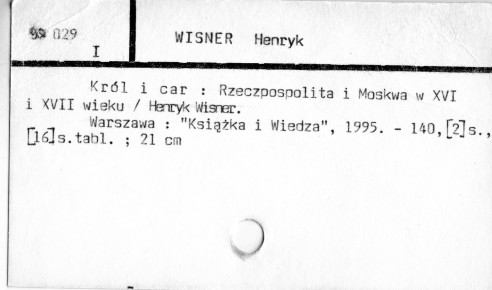 029
I
WISNER Henryk
Król i car : Rzeczpospolita i Moskwa w XVI
i XVII wieku / Henryk Wisner.
Warszawa : "Książka i Wiedza", 1995. - 140,[2]s.,
[16]s.tabl. ; 21 cm